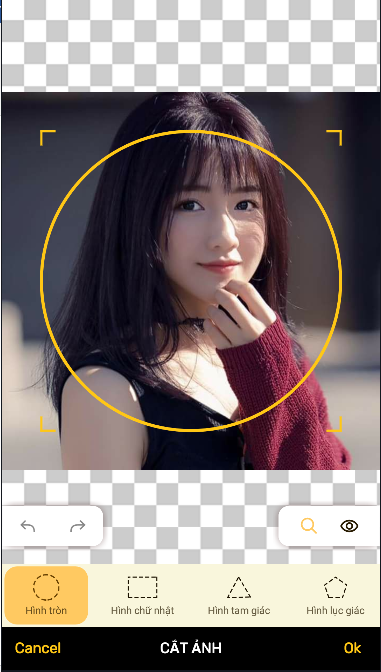 Hình tròn
Hình chữ nhật
Hình tam giác
Hình lục giác
Cancel
CẮT ẢNH
Ok